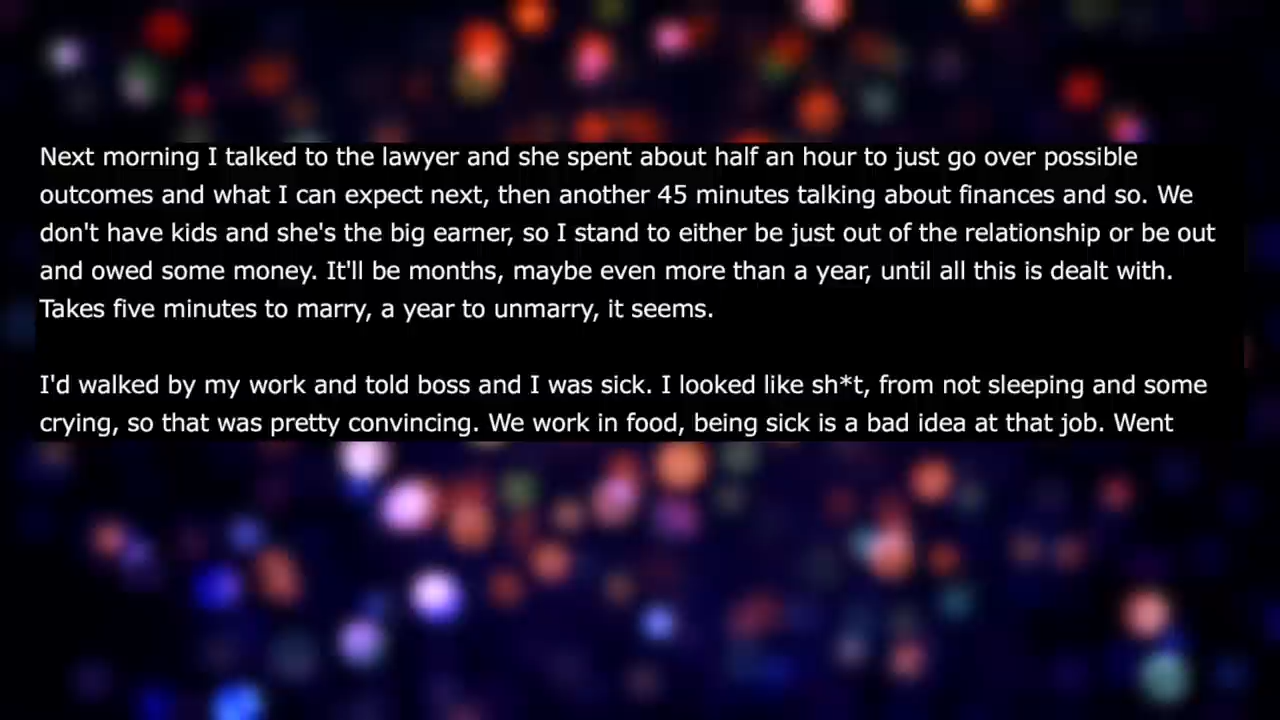 Next morning I talked to the lawyer and she spent about half an hour to just go over possible
outcomes and what I can expect next, then another 45 minutes talking about finances and so. We
don't have kids and she's the big earner, so I stand to either be just out of the relationship or be out
and owed some money. It'll be months, maybe even more than a year, until all this is dealt with.
Takes five minutes to marry, a year to unmarry, it seems.
I'd walked by my work and told boss and I was sick. I looked like sh*t, from not sleeping and some
crying, so that was pretty convincing. We work in food, being sick is a bad idea at that job. Went